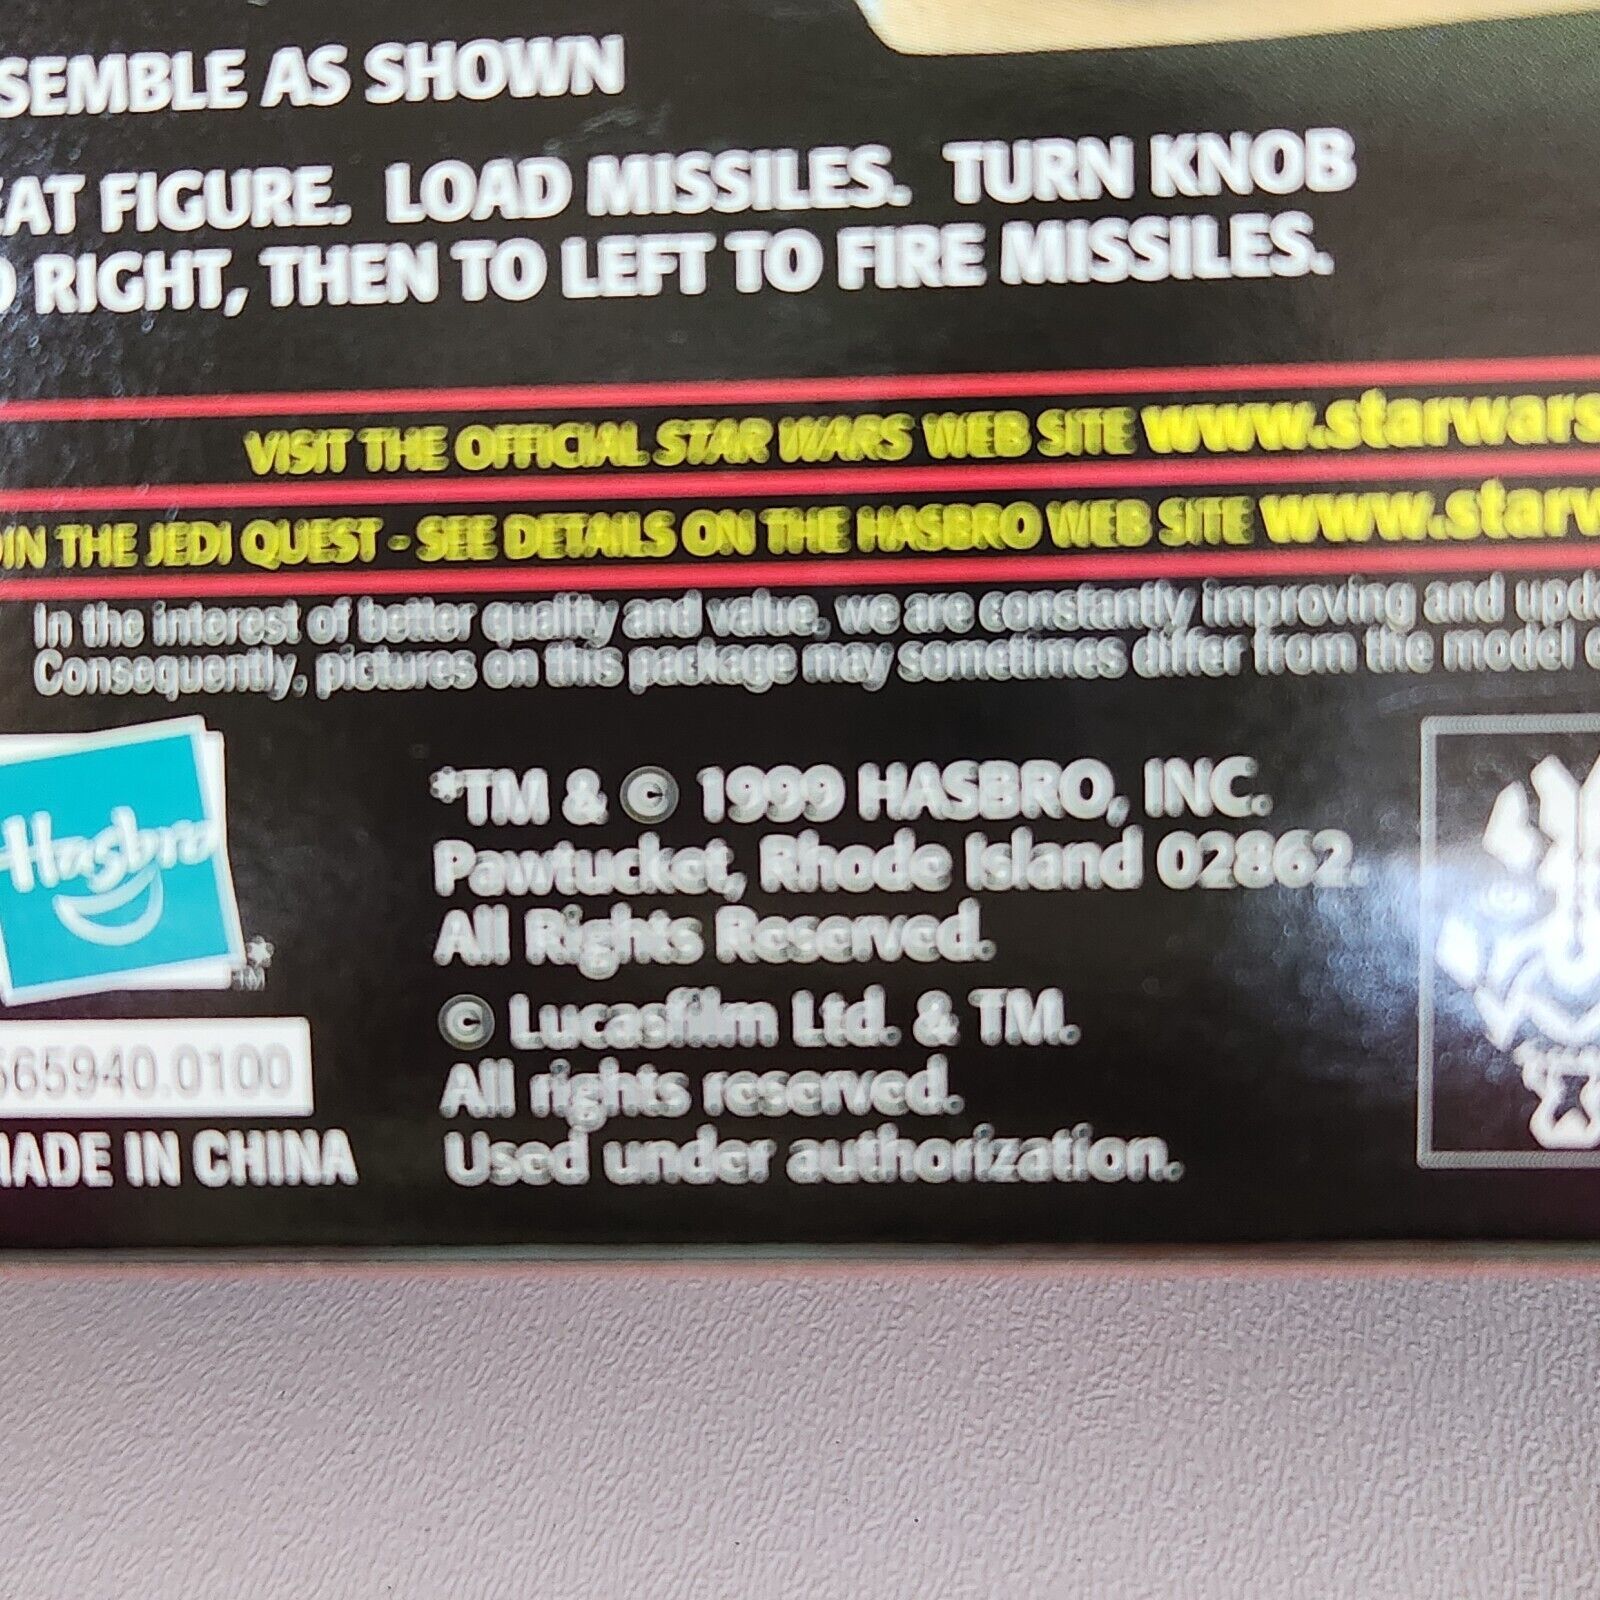 SEMBLE AS SHOWN
EAT FIGURE. LOAD MISSILES. TURN KNOB
O RIGHT, THEN TO LEFT TO FIRE MISSILES.
VISIT THE OFFICIAL STAR WARS WEB SITE www.starwars
OIN THE JEDI QUEST - SEE DETAILS ON THE HASBRO WEB SITE www.starw
In the interest of better quality and value, we are constantly improving and upda
Consequently, pictures on this package may sometimes differ from the model
Hasbro
*
TM
565940.0100
MADE IN CHINA
*TM & © 1999 HASBRO, INC.
Pawtucket, Rhode Island 02862.
All Rights Reserved.
© Lucasfilm Ltd. & TM.
All rights reserved.
Used under authorization.